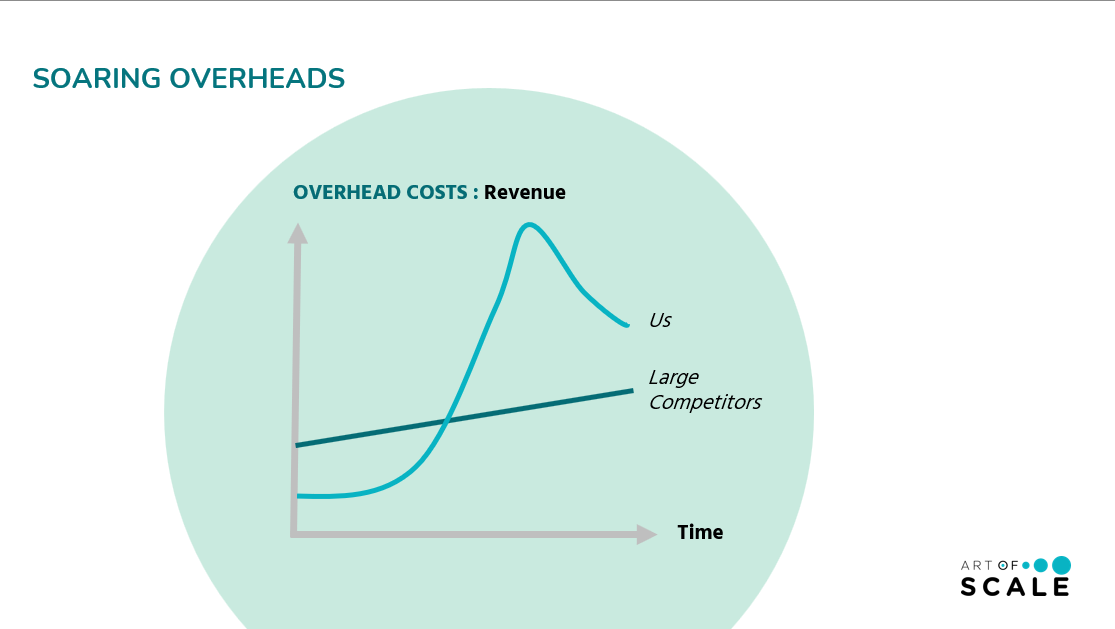 SOARING OVERHEADS
OVERHEAD COSTS : Revenue
Us
Large
Competitors
Time
ART OF
SCALE